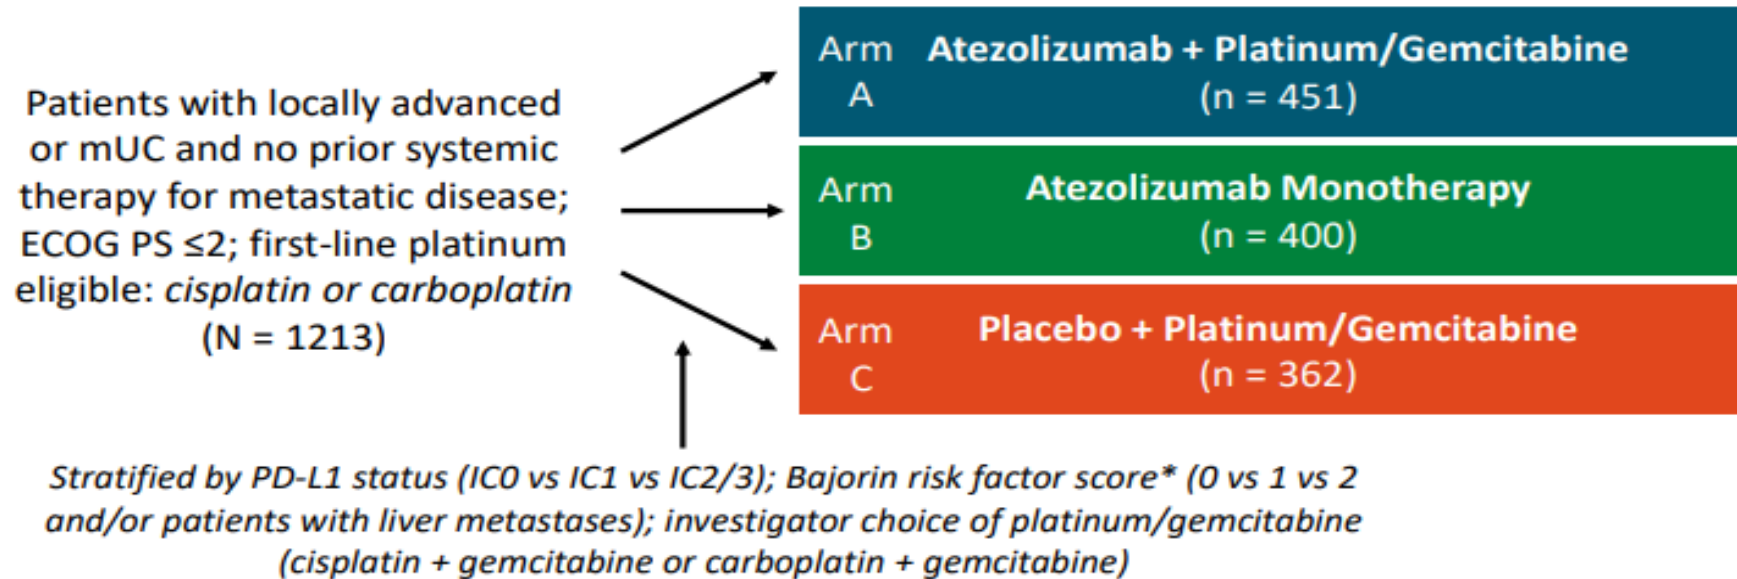 Patients with locally advanced
or mUC and no prior systemic
therapy for metastatic disease;
ECOG PS ≤2; first-line platinum
eligible: cisplatin or carboplatin
(N = 1213)
Arm A
Atezolizumab + Platinum/Gemcitabine
(n = 451)
Arm B
Atezolizumab Monotherapy
(n = 400)
Arm C
Placebo + Platinum/Gemcitabine
(n = 362)
Stratified by PD-L1 status (IC0 vs IC1 vs IC2/3); Bajorin risk factor score* (0 vs 1 vs 2
and/or patients with liver metastases); investigator choice of platinum/gemcitabine
(cisplatin + gemcitabine or carboplatin + gemcitabine)